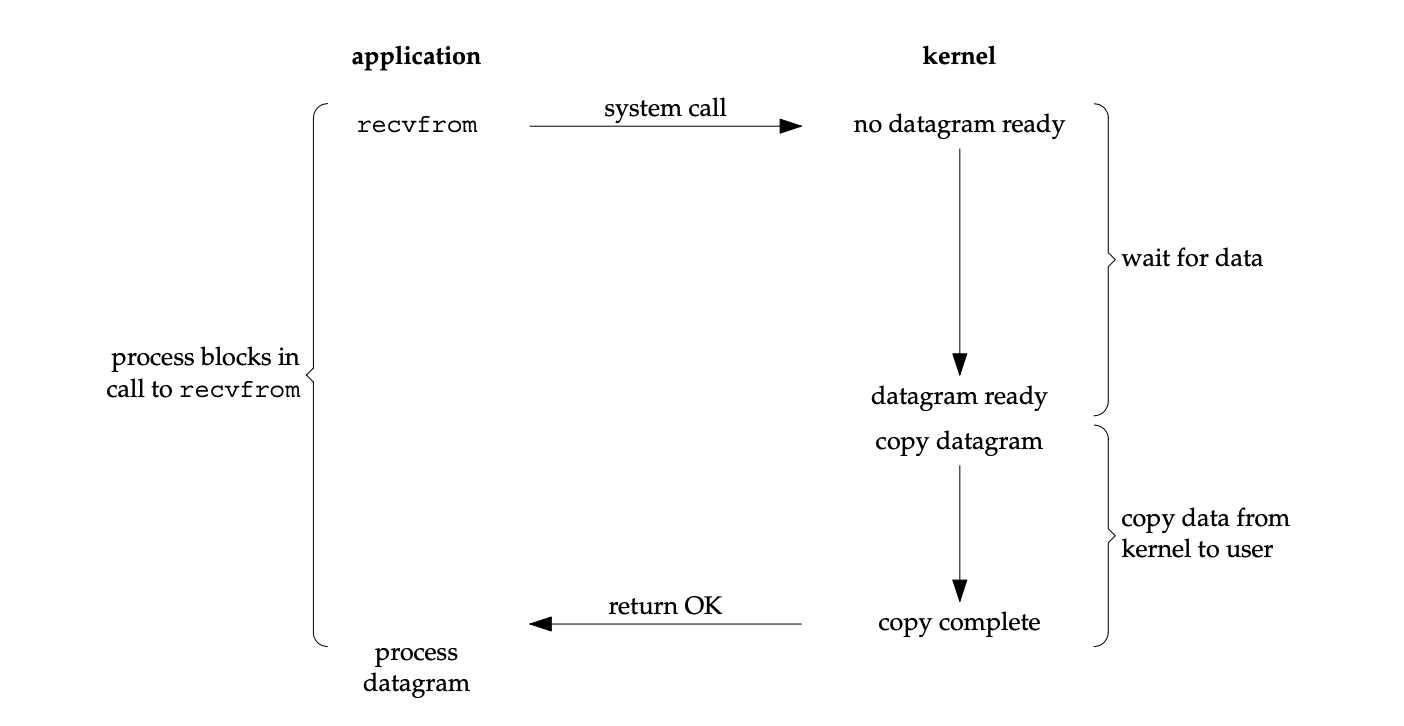 application
kernel
recvfrom
system call
no datagram ready
wait for data
process blocks in
call to recvfrom
datagram ready
copy datagram
copy data from
kernel to user
return OK
copy complete
process
datagram